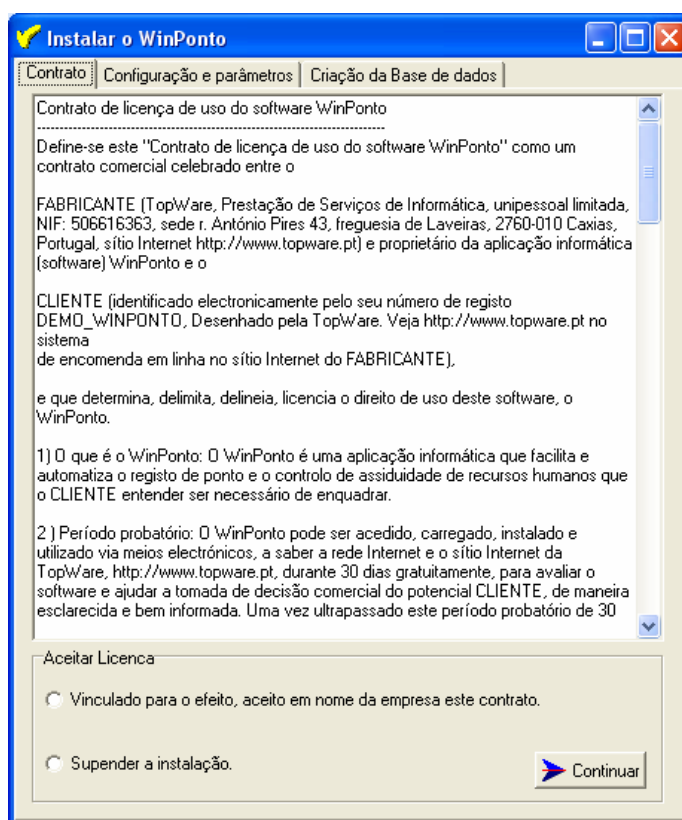 Instalar o WinPonto
Contrato
Configuração e parâmetros
Criação da Base de dados
Contrato de licença de uso do software WinPonto
-------------------------------------------------------------------------------
Define-se este "Contrato de licença de uso do software WinPonto" como um
contrato comercial celebrado entre o
FABRICANTE (TopWare, Prestação de Serviços de Informática, unipessoal limitada,
NIF: 506616363, sede r. António Pires 43, freguesia de Laveiras, 2760-010 Caxias,
Portugal, sítio Internet http://www.topware.pt) e proprietário da aplicação informática
(software) WinPonto e o
CLIENTE (identificado electronicamente pelo seu número de registo
DEMO_WINPONTO, Desenhado pela TopWare. Veja http://www.topware.pt no
sistema
de encomenda em linha no sítio Internet do FABRICANTE),
e que determina, delimita, delineia, licencia o direito de uso deste software, o
WinPonto.
1) O que é o WinPonto: O WinPonto é uma aplicação informática que facilita e
automatiza o registo de ponto e o controlo de assiduidade de recursos humanos que
o CLIENTE entender ser necessário de enquadrar.
2 ) Período probatório: O WinPonto pode ser acedido, carregado, instalado e
utilizado via meios electrónicos, a saber a rede Internet e o sítio Internet da
TopWare, http://www.topware.pt, durante 30 dias gratuitamente, para avaliar o
software e ajudar a tomada de decisão comercial do potencial CLIENTE, de maneira
esclarecida e bem informada. Uma vez ultrapassado este período probatório de 30
Aceitar Licenca
Vinculado para o efeito, aceito em nome da empresa este contrato.
Supender a instalação.
Continuar